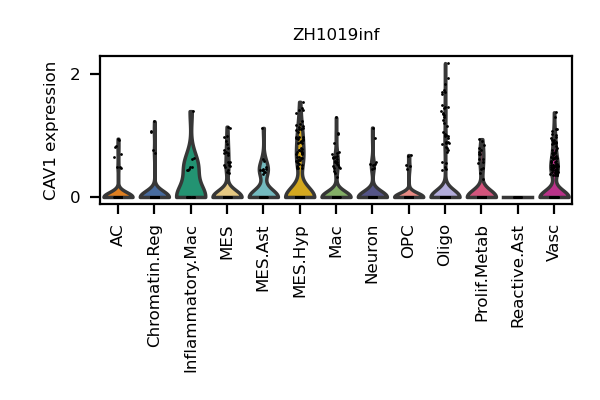 ZH1019inf
CAV1 expression
2
0
AC
Chromatin.Reg
Inflammatory.Mac
MES
MES.Ast
MES.Hyp
Mac
Neuron
OPC
Oligo
Prolif.Metab
Reactive.Ast
Vasc